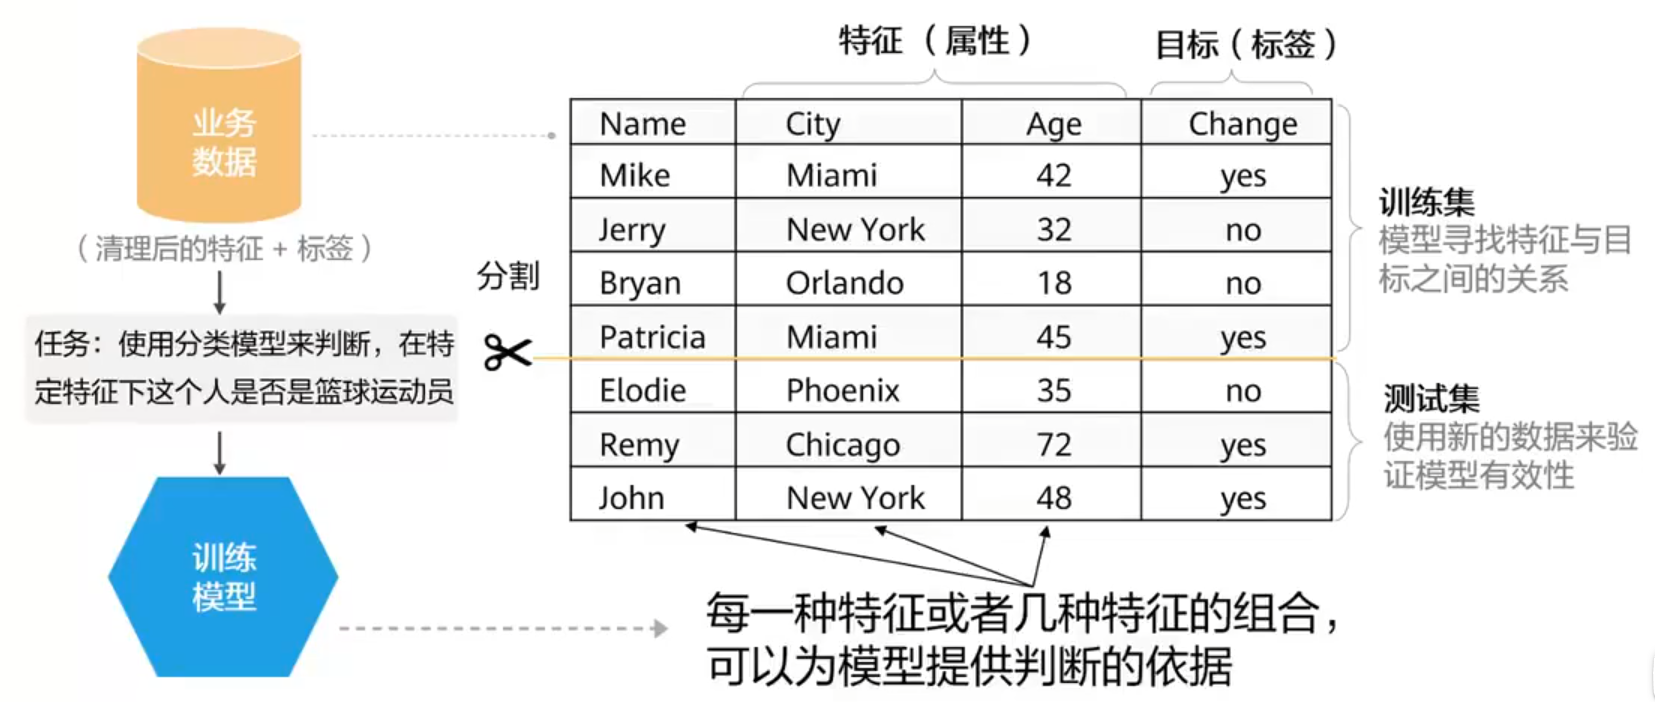 特征（属性）
目标（标签）
业务
数据
（清理后的特征 + 标签）
任务：使用分类模型来判断，在特
定特征下这个人是否是篮球运动员
训练
模型
分割
Name City Age Change
Mike Miami 42 yes
Jerry New York 32 no
Bryan Orlando 18 no
Patricia Miami 45 yes
Elodie Phoenix 35 no
Remy Chicago 72 yes
John New York 48 yes
训练集
模型寻找特征与目
标之间的关系
测试集
使用新的数据来验
证模型有效性
每一种特征或者几种特征的组合，
可以为模型提供判断的依据